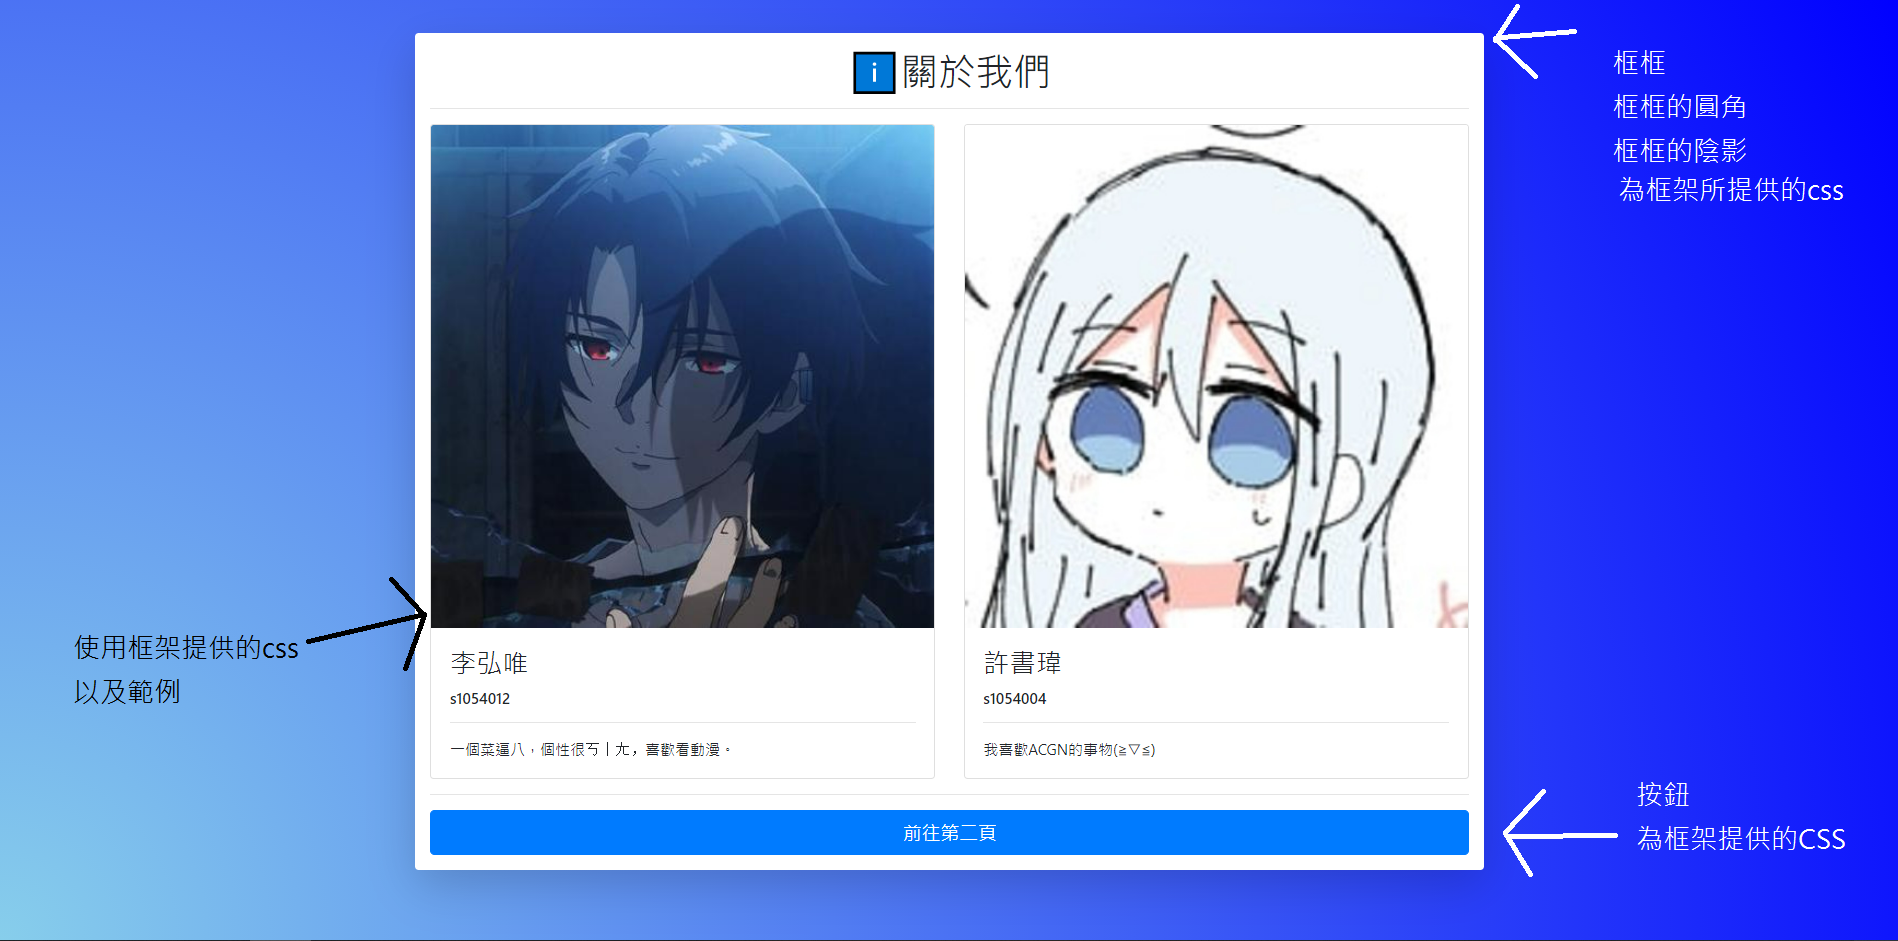 ℹ關於我們
框框
框框的圓角
框框的陰影
為框架所提供的css
使用框架提供的css
以及範例
李弘唯
s1054012
一個菜逼八，個性很ㄎㄧㄤ，喜歡看動漫。
許書瑋
s1054004
我喜歡ACGN的事物(≧▽≦)
前往第二頁
按鈕
為框架提供的CSS